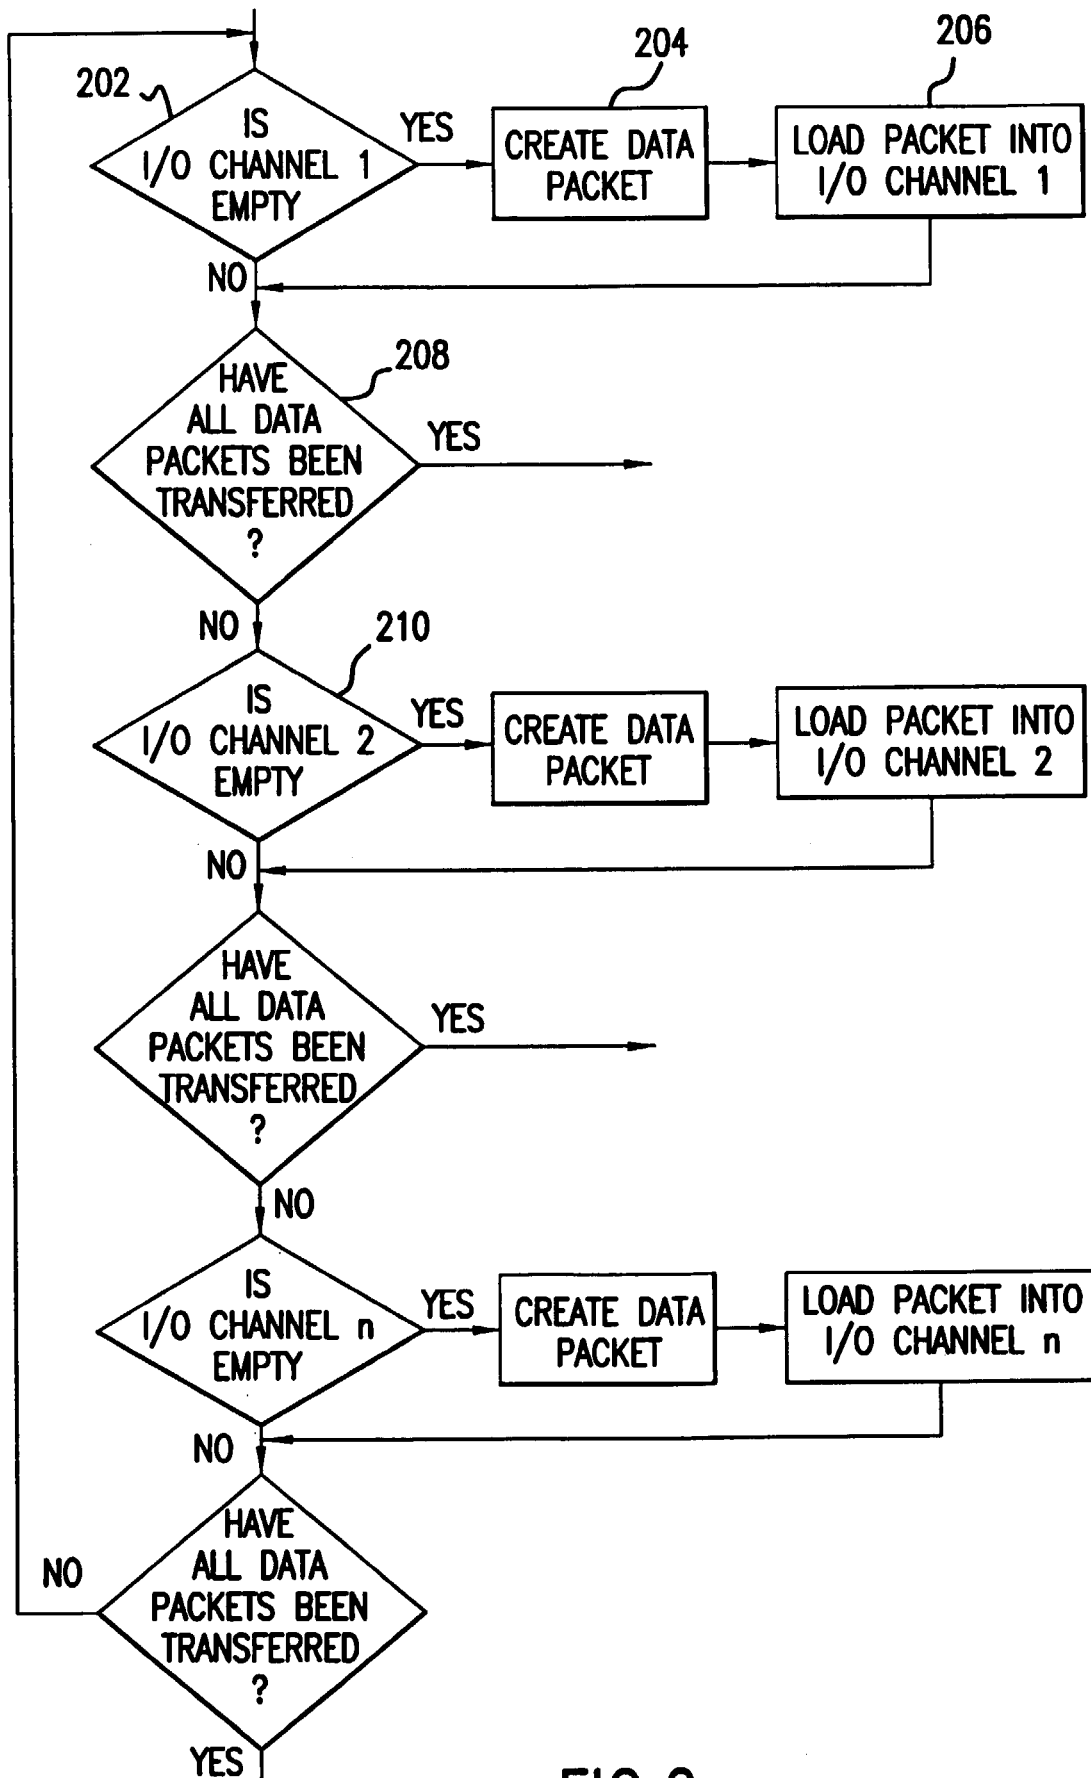 202
IS
I/O CHANNEL 1
EMPTY
YES
204
CREATE DATA
PACKET
206
LOAD PACKET INTO
I/O CHANNEL 1
NO
208
HAVE
ALL DATA
PACKETS BEEN
TRANSFERRED
?
YES
NO
210
IS
I/O CHANNEL 2
EMPTY
YES
CREATE DATA
PACKET
LOAD PACKET INTO
I/O CHANNEL 2
NO
HAVE
ALL DATA
PACKETS BEEN
TRANSFERRED
?
YES
NO
IS
I/O CHANNEL n
EMPTY
YES
CREATE DATA
PACKET
LOAD PACKET INTO
I/O CHANNEL n
NO
HAVE
ALL DATA
PACKETS BEEN
TRANSFERRED
?
NO
YES